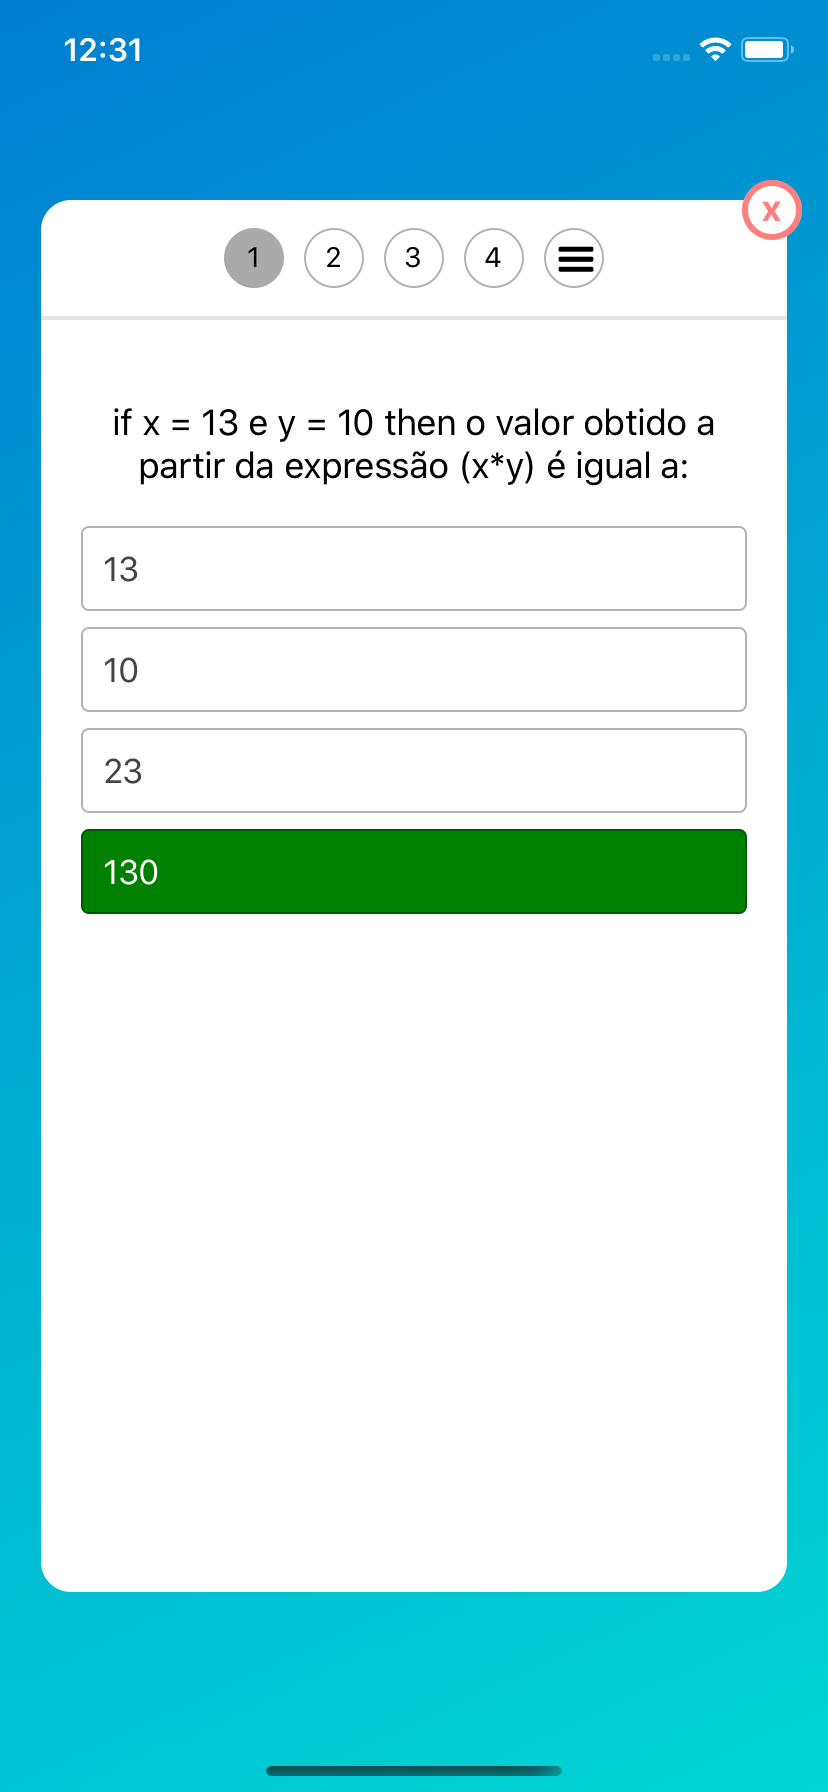 12:31
x
1 2 3 4
if x = 13 e y = 10 then o valor obtido a
partir da expressão (x*y) é igual a:
13
10
23
130